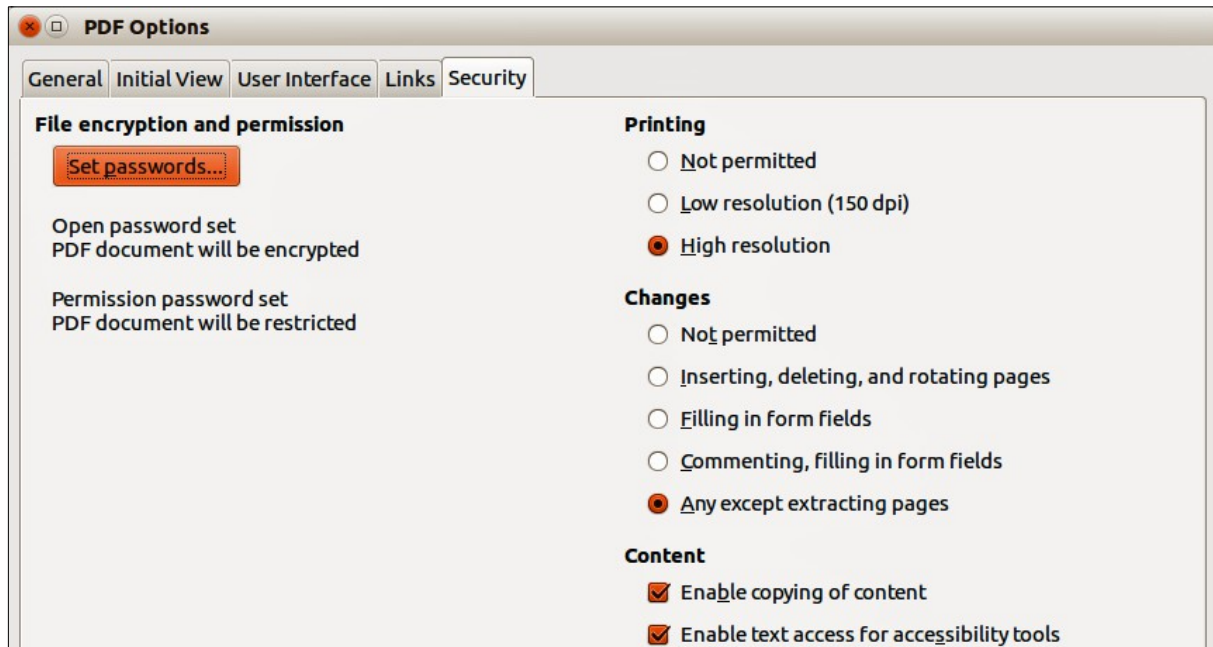 PDF Options
General Initial View User Interface Links Security
File encryption and permission
Set passwords...
Open password set
PDF document will be encrypted
Permission password set
PDF document will be restricted
Printing
Not permitted
Low resolution (150 dpi)
High resolution
Changes
Not permitted
Inserting, deleting, and rotating pages
Filling in form fields
Commenting, filling in form fields
Any except extracting pages
Content
Enable copying of content
Enable text access for accessibility tools